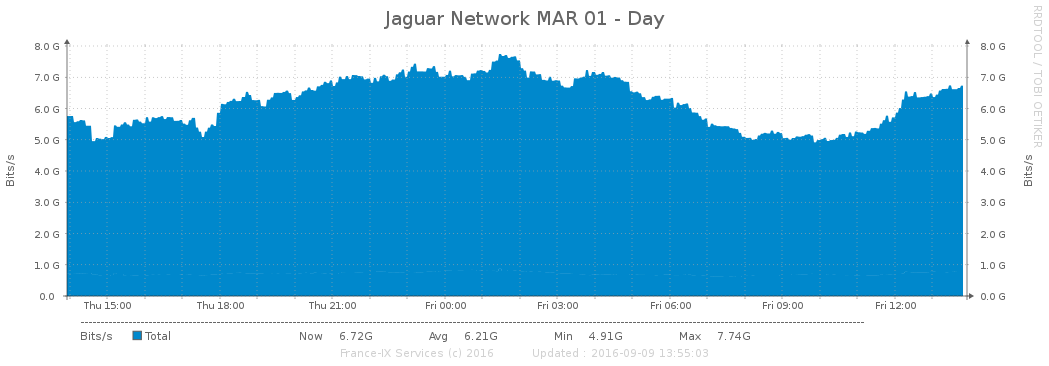 Jaguar Network MAR 01 - Day
RRDTOOL / TOBI OETIKER
Bits/s
8.0 G
7.0 G
6.0 G
5.0 G
4.0 G
3.0 G
2.0 G
1.0 G
0.0
8.0 G
7.0 G
6.0 G
5.0 G
4.0 G
3.0 G
2.0 G
1.0 G
0.0 G
Bits/s
Thu 15:00 Thu 18:00 Thu 21:00 Fri 00:00 Fri 03:00 Fri 06:00 Fri 09:00 Fri 12:00
Bits/s Total Now 6.72G Avg 6.21G Min 4.91G Max 7.74G
France-IX Services (c) 2016 Updated : 2016-09-09 13:55:03